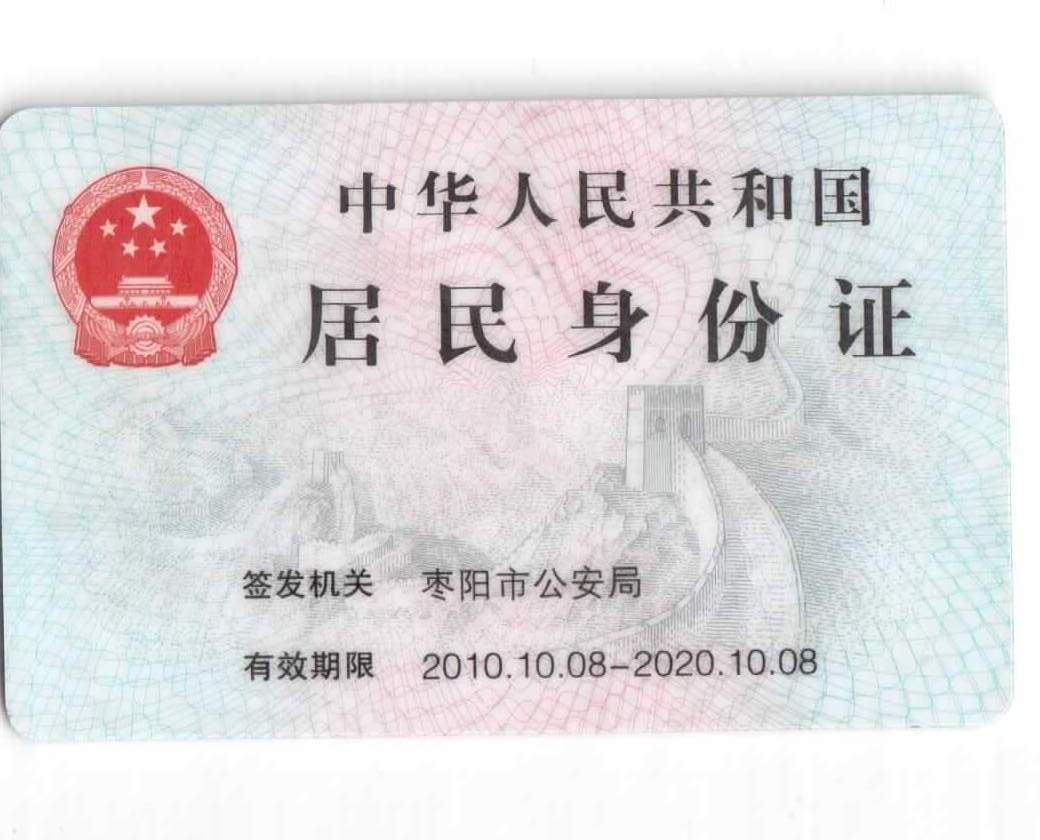 中华人民共和国
居民身份证
签发机关 枣阳市公安局
有效期限 2010.10.08-2020.10.08